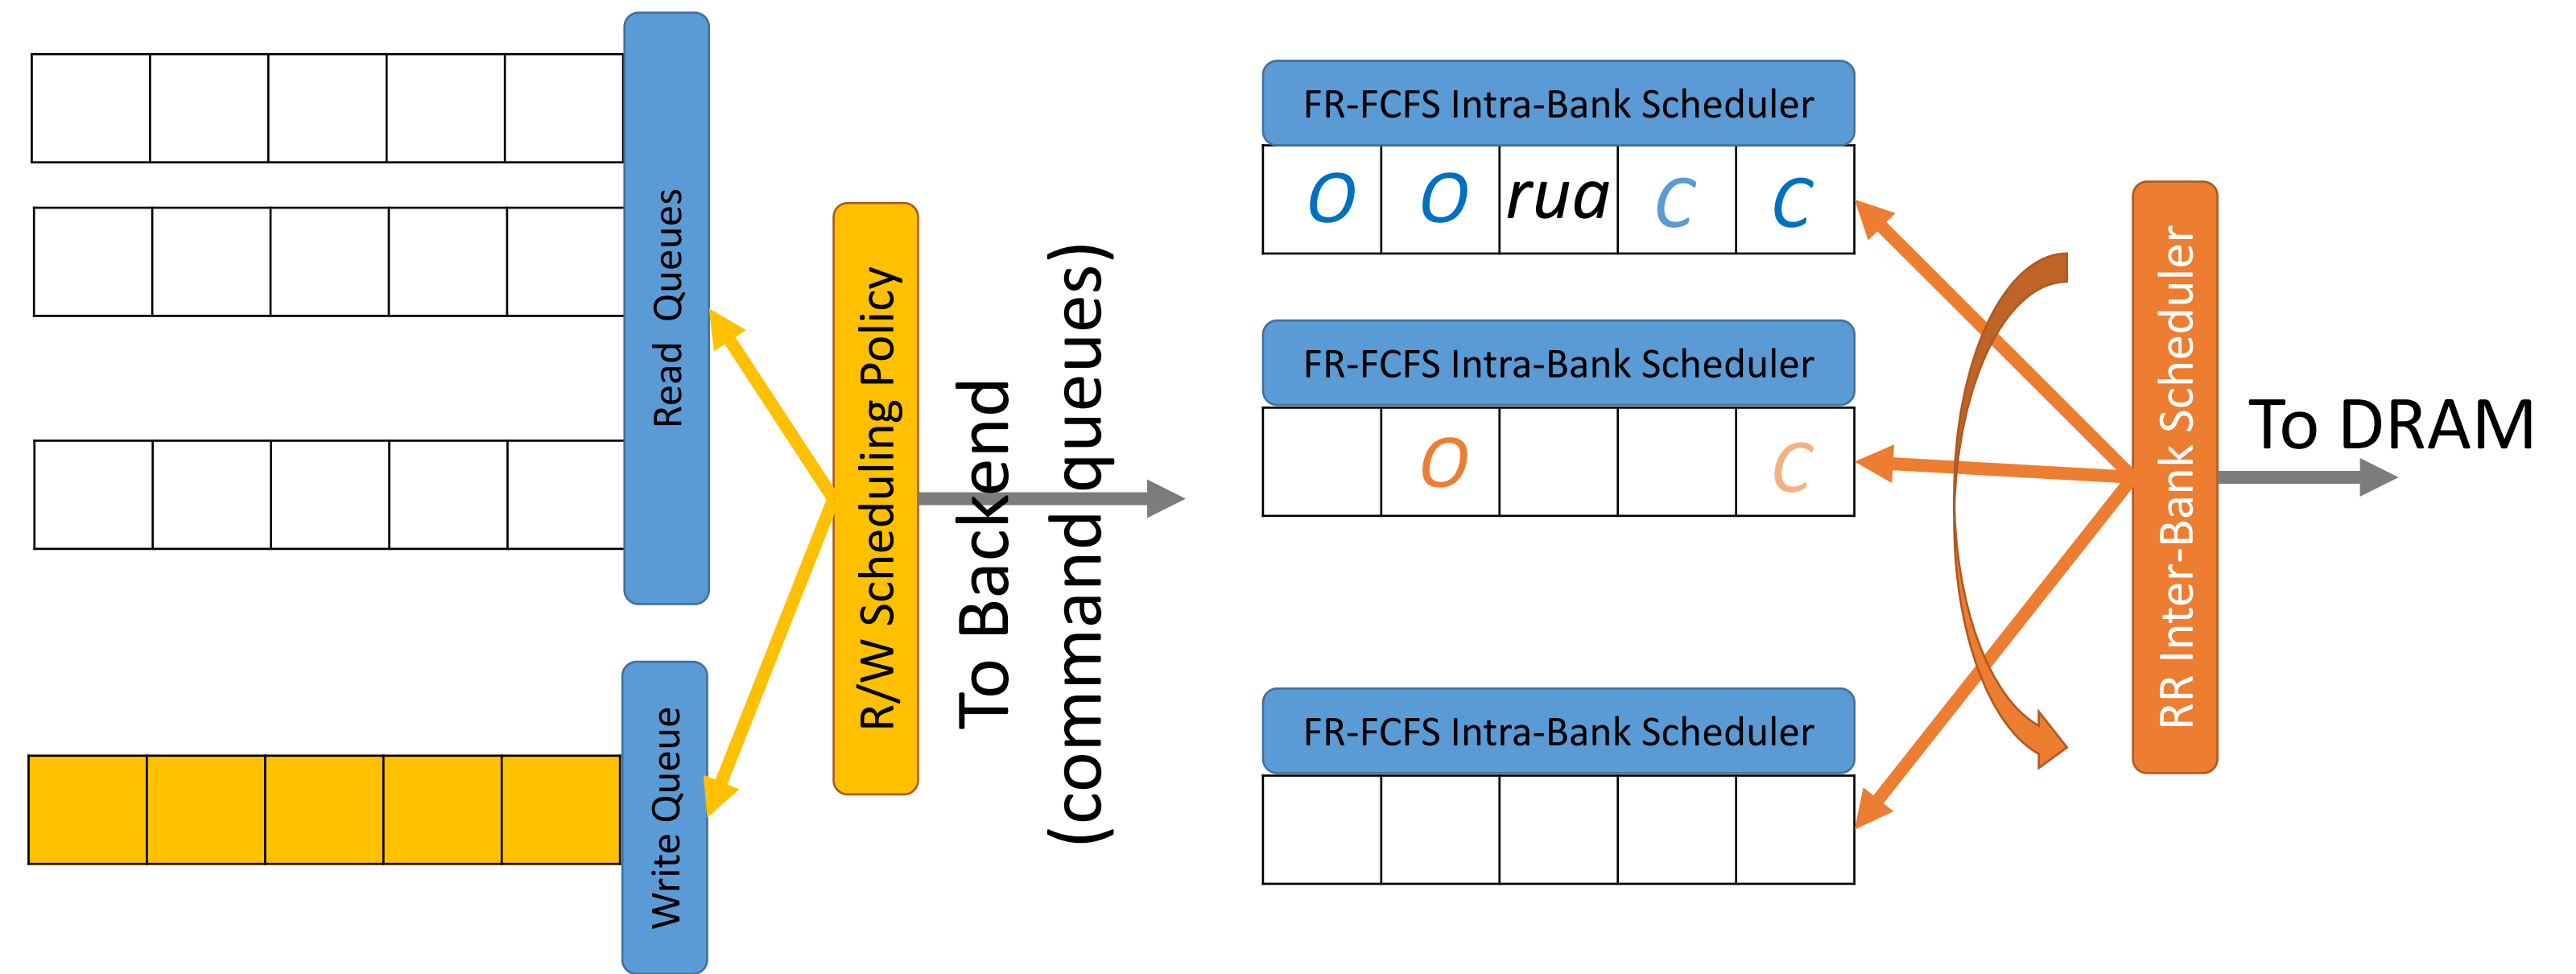 Read Queues
Write Queue
R/W Scheduling Policy
To Backend
(command queues)
FR-FCFS Intra-Bank Scheduler
O O rua C C
FR-FCFS Intra-Bank Scheduler
O C
FR-FCFS Intra-Bank Scheduler
RR Inter-Bank Scheduler
To DRAM